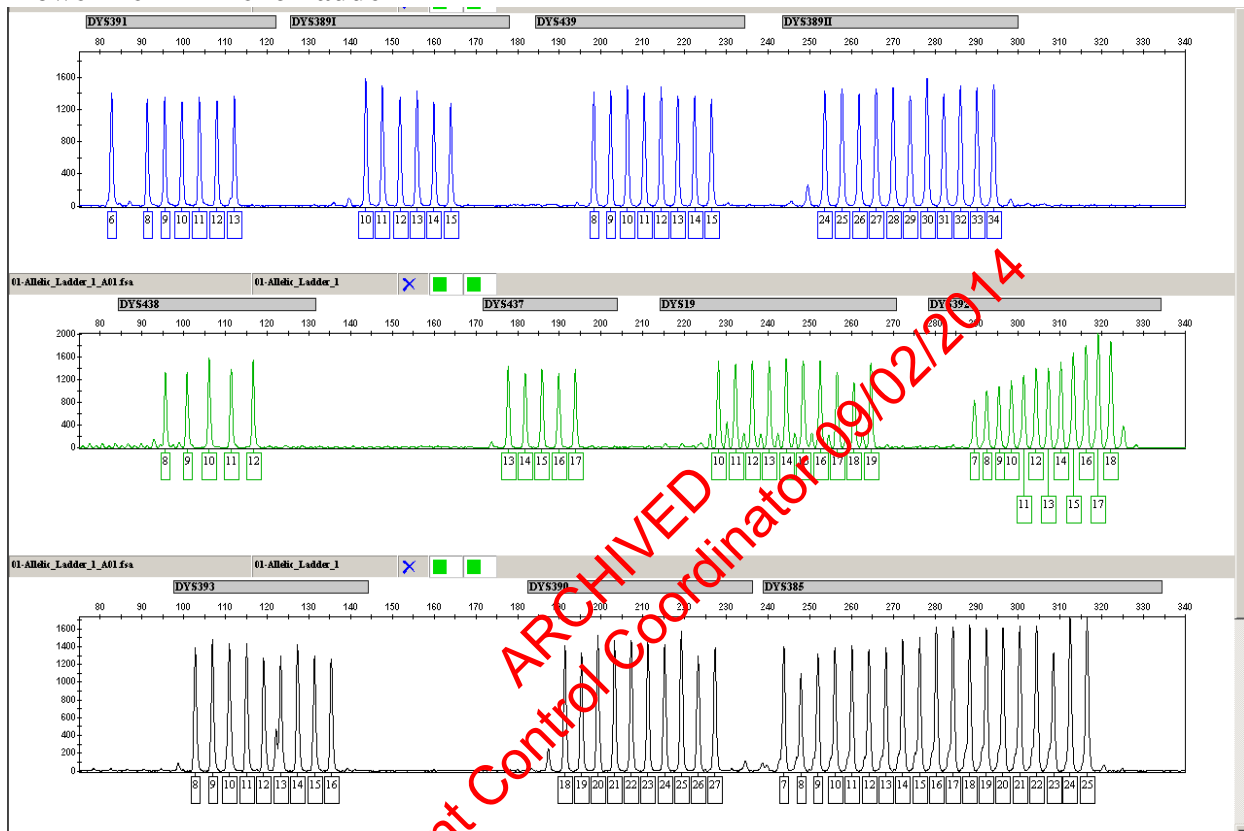 DYS391 DYS389I DYS439 DYS389II
80 90 100 110 120 130 140 150 160 170 180 190 200 210 220 230 240 250 260 270 280 290 300 310 320 330 340
1600
1200
800
400
0
6 8 9 10 11 12 13 10 11 12 13 14 15 8 9 10 11 12 13 14 15 24 25 26 27 28 29 30 31 32 33 34
01-Allelic_Ladder_1_A01.fsa 01-Allelic_Ladder_1
DYS438 DYS437 DYS19 DYS392
80 90 100 110 120 130 140 150 160 170 180 190 200 210 220 230 240 250 260 270 280 290 300 310 320 330 340
2000
1600
1200
800
400
0
8 9 10 11 12 13 14 15 16 17 10 11 12 13 14 16 17 18 19 7 8 9 10 12 14 16 18
11 13 15 17
01-Allelic_Ladder_1_A01.fsa 01-Allelic_Ladder_1
DYS393 DYS390 DYS385
80 90 100 110 120 130 140 150 160 170 180 190 200 210 220 230 240 250 260 270 280 290 300 310 320 330 340
1600
1400
1200
1000
800
600
400
200
0
8 9 10 11 12 13 14 15 16 18 19 20 21 22 23 24 25 26 27 7 8 9 10 11 12 13 14 15 16 17 18 19 20 21 22 23 24 25
ARCHIVED
Control Coordinator 09/02/2014